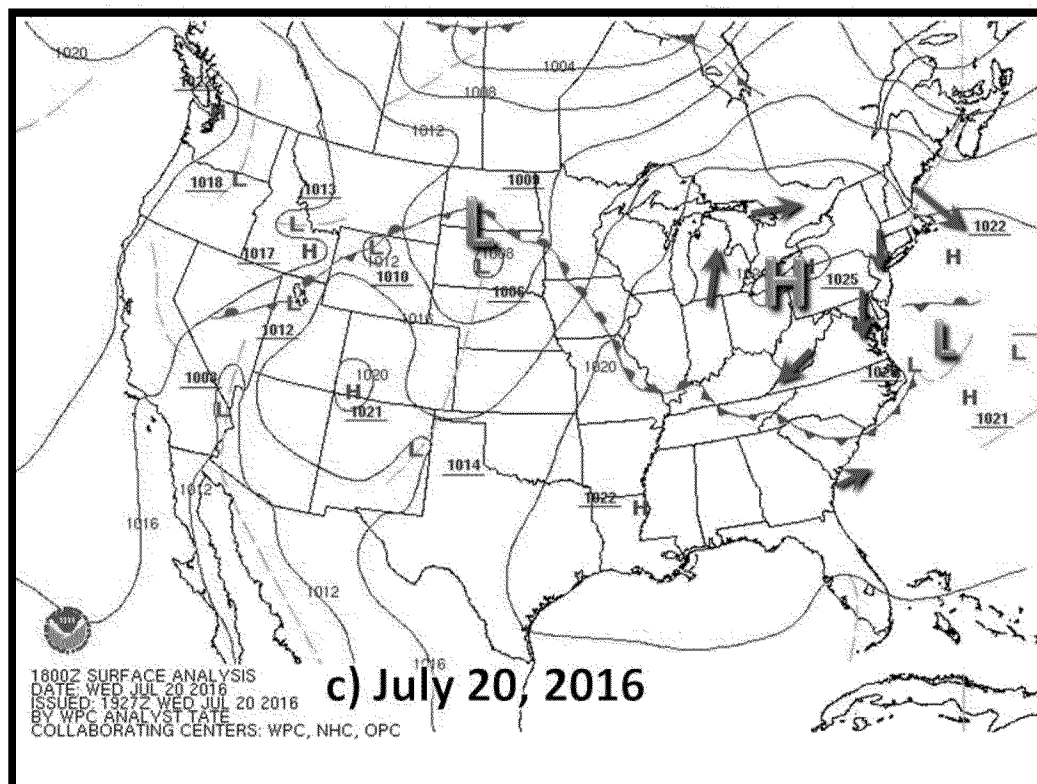 1020
1004
1008
1012
1018
1013
1009
1022
1017
H
L
1012
1008
H
1010
1006
1025
H
L
1012
1016
L
L
1020
1020
H
1021
H
1021
1014
1022
H
1012
1016
1012
1016
1800Z SURFACE ANALYSIS
DATE: WED JUL 20 2016
ISSUED: 1927Z WED JUL 20 2016
BY WPC ANALYST TATE
COLLABORATING CENTERS: WPC, NHC, OPC
c) July 20, 2016